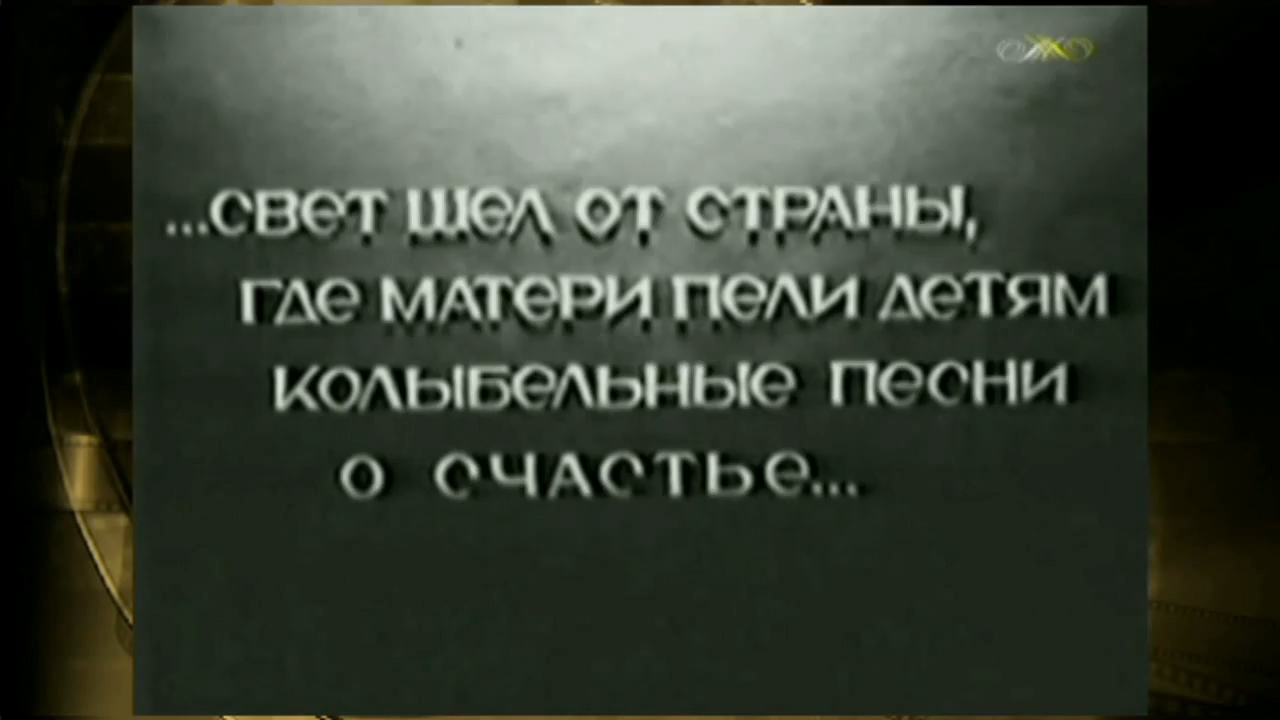 ...СВЕТ ШЕЛ ОТ СТРАНЫ,
ГДЕ МАТЕРИ ПЕЛИ ДЕТЯМ
КОЛЫБЕЛЬНЫЕ ПЕСНИ
О СЧАСТЬЕ...